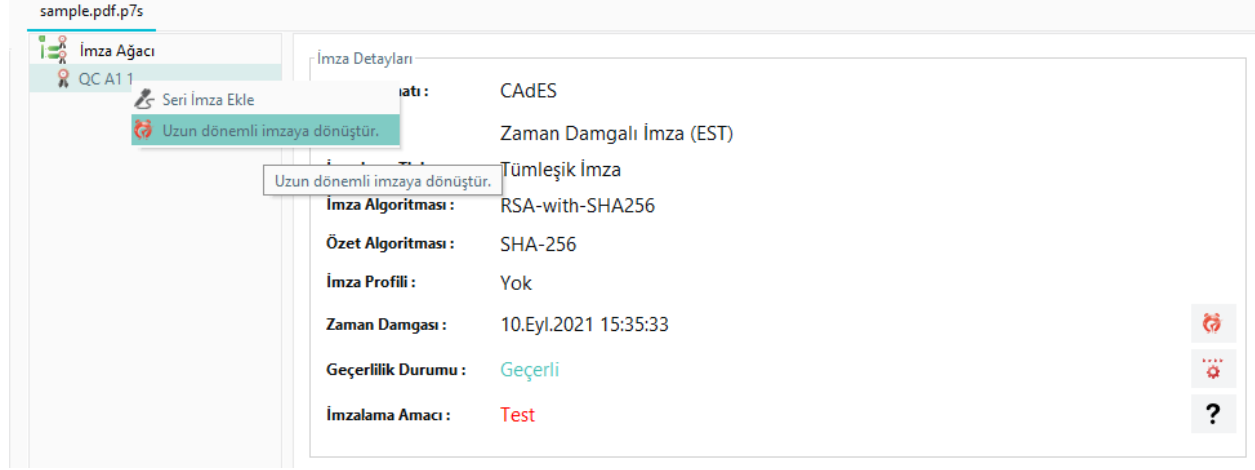 sample.pdf.p7s
İmza Ağacı
QC A1 1
Seri İmza Ekle
Uzun dönemli imzaya dönüştür.
Uzun dönemli imzaya dönüştür.
İmza Detayları
CAdES
Zaman Damgalı İmza (EST)
Tümleşik İmza
İmza Algoritması : RSA-with-SHA256
Özet Algoritması : SHA-256
İmza Profili : Yok
Zaman Damgası : 10.Eyl.2021 15:35:33
Geçerlilik Durumu : Geçerli
İmzalama Amacı : Test
?